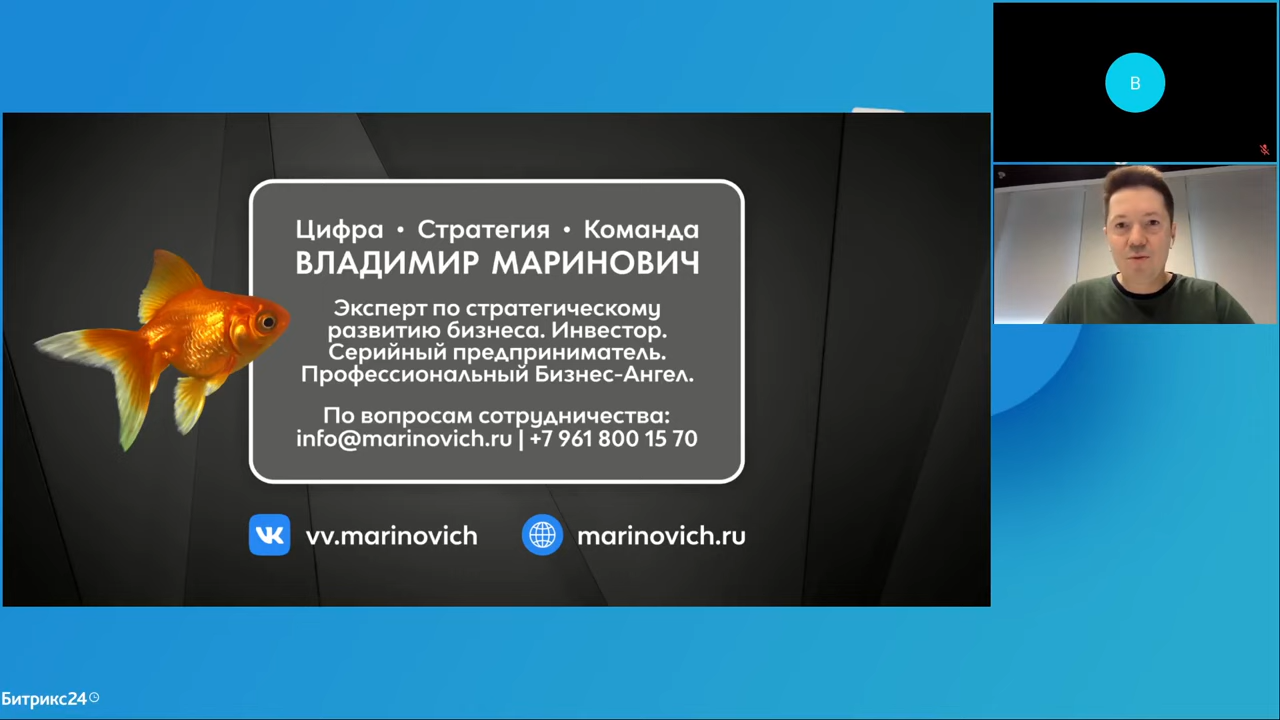 Цифра • Стратегия • Команда
ВЛАДИМИР МАРИНОВИЧ
Эксперт по стратегическому
развитию бизнеса. Инвестор.
Серийный предприниматель.
Профессиональный Бизнес-Ангел.
По вопросам сотрудничества:
info@marinovich.ru | +7 961 800 15 70
vv.marinovich
marinovich.ru
В
Битрикс24